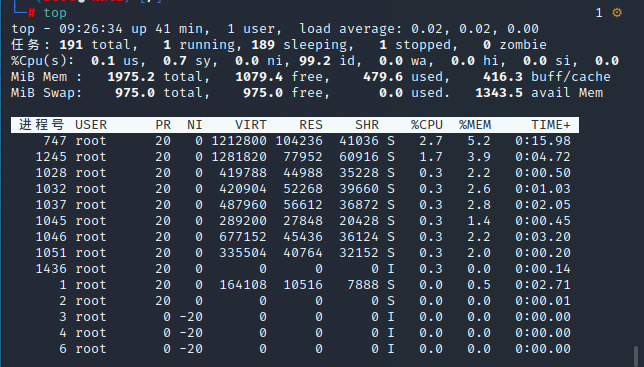 # top
1
top - 09:26:34 up 41 min,  1 user,  load average: 0.02, 0.02, 0.00
任务: 191 total,   1 running, 189 sleeping,   1 stopped,   0 zombie
%Cpu(s):  0.1 us,  0.7 sy,  0.0 ni, 99.2 id,  0.0 wa,  0.0 hi,  0.0 si,  0.0
MiB Mem :   1975.2 total,   1079.4 free,    479.6 used,    416.3 buff/cache
MiB Swap:    975.0 total,    975.0 free,      0.0 used.   1343.5 avail Mem
进程号 USER      PR  NI    VIRT    RES    SHR    %CPU  %MEM     TIME+
747 root      20   0 1212800 104236  41036 S   2.7   5.2   0:15.98
1245 root      20   0 1281820  77952  60916 S   1.7   3.9   0:04.72
1028 root      20   0  419788  44988  35228 S   0.3   2.2   0:00.50
1032 root      20   0  420904  52268  39660 S   0.3   2.6   0:01.03
1037 root      20   0  487960  56612  36872 S   0.3   2.8   0:02.05
1045 root      20   0  289200  27848  20428 S   0.3   1.4   0:00.45
1046 root      20   0  677152  45436  36124 S   0.3   2.2   0:03.20
1051 root      20   0  335504  40764  32152 S   0.3   2.0   0:00.20
1436 root      20   0       0      0      0 I   0.3   0.0   0:00.14
1 root      20   0  164108  10516   7888 S   0.0   0.5   0:02.71
2 root      20   0       0      0      0 S   0.0   0.0   0:00.01
3 root       0 -20       0      0      0 I   0.0   0.0   0:00.00
4 root       0 -20       0      0      0 I   0.0   0.0   0:00.00
6 root       0 -20       0      0      0 I   0.0   0.0   0:00.00